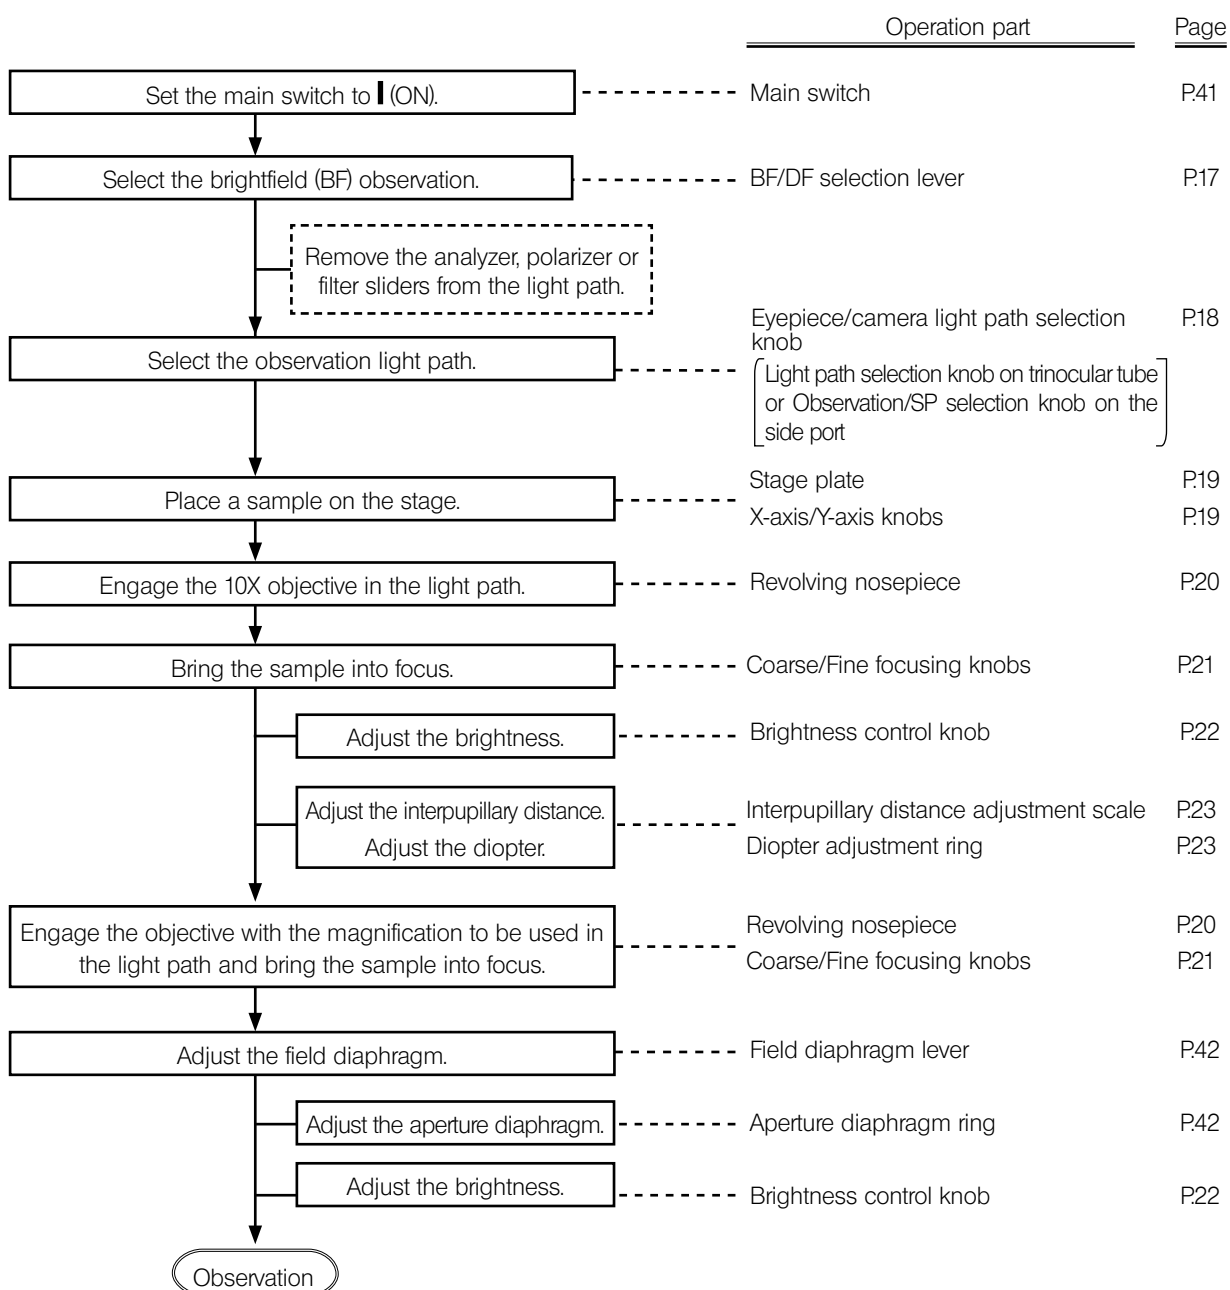 Operation part Page
Set the main switch to I (ON). Main switch P.41
Select the brightfield (BF) observation. BF/DF selection lever P.17
Remove the analyzer, polarizer or
filter sliders from the light path.
Eyepiece/camera light path selection P.18
knob
Select the observation light path.
Light path selection knob on trinocular tube
or Observation/SP selection knob on the
side port
Place a sample on the stage.
Stage plate P.19
X-axis/Y-axis knobs P.19
Engage the 10X objective in the light path. Revolving nosepiece P.20
Bring the sample into focus. Coarse/Fine focusing knobs P.21
Adjust the brightness. Brightness control knob P.22
Adjust the interpupillary distance. Interpupillary distance adjustment scale P.23
Adjust the diopter. Diopter adjustment ring P.23
Engage the objective with the magnification to be used in Revolving nosepiece P.20
the light path and bring the sample into focus. Coarse/Fine focusing knobs P.21
Adjust the field diaphragm. Field diaphragm lever P.42
Adjust the aperture diaphragm. Aperture diaphragm ring P.42
Adjust the brightness. Brightness control knob P.22
Observation